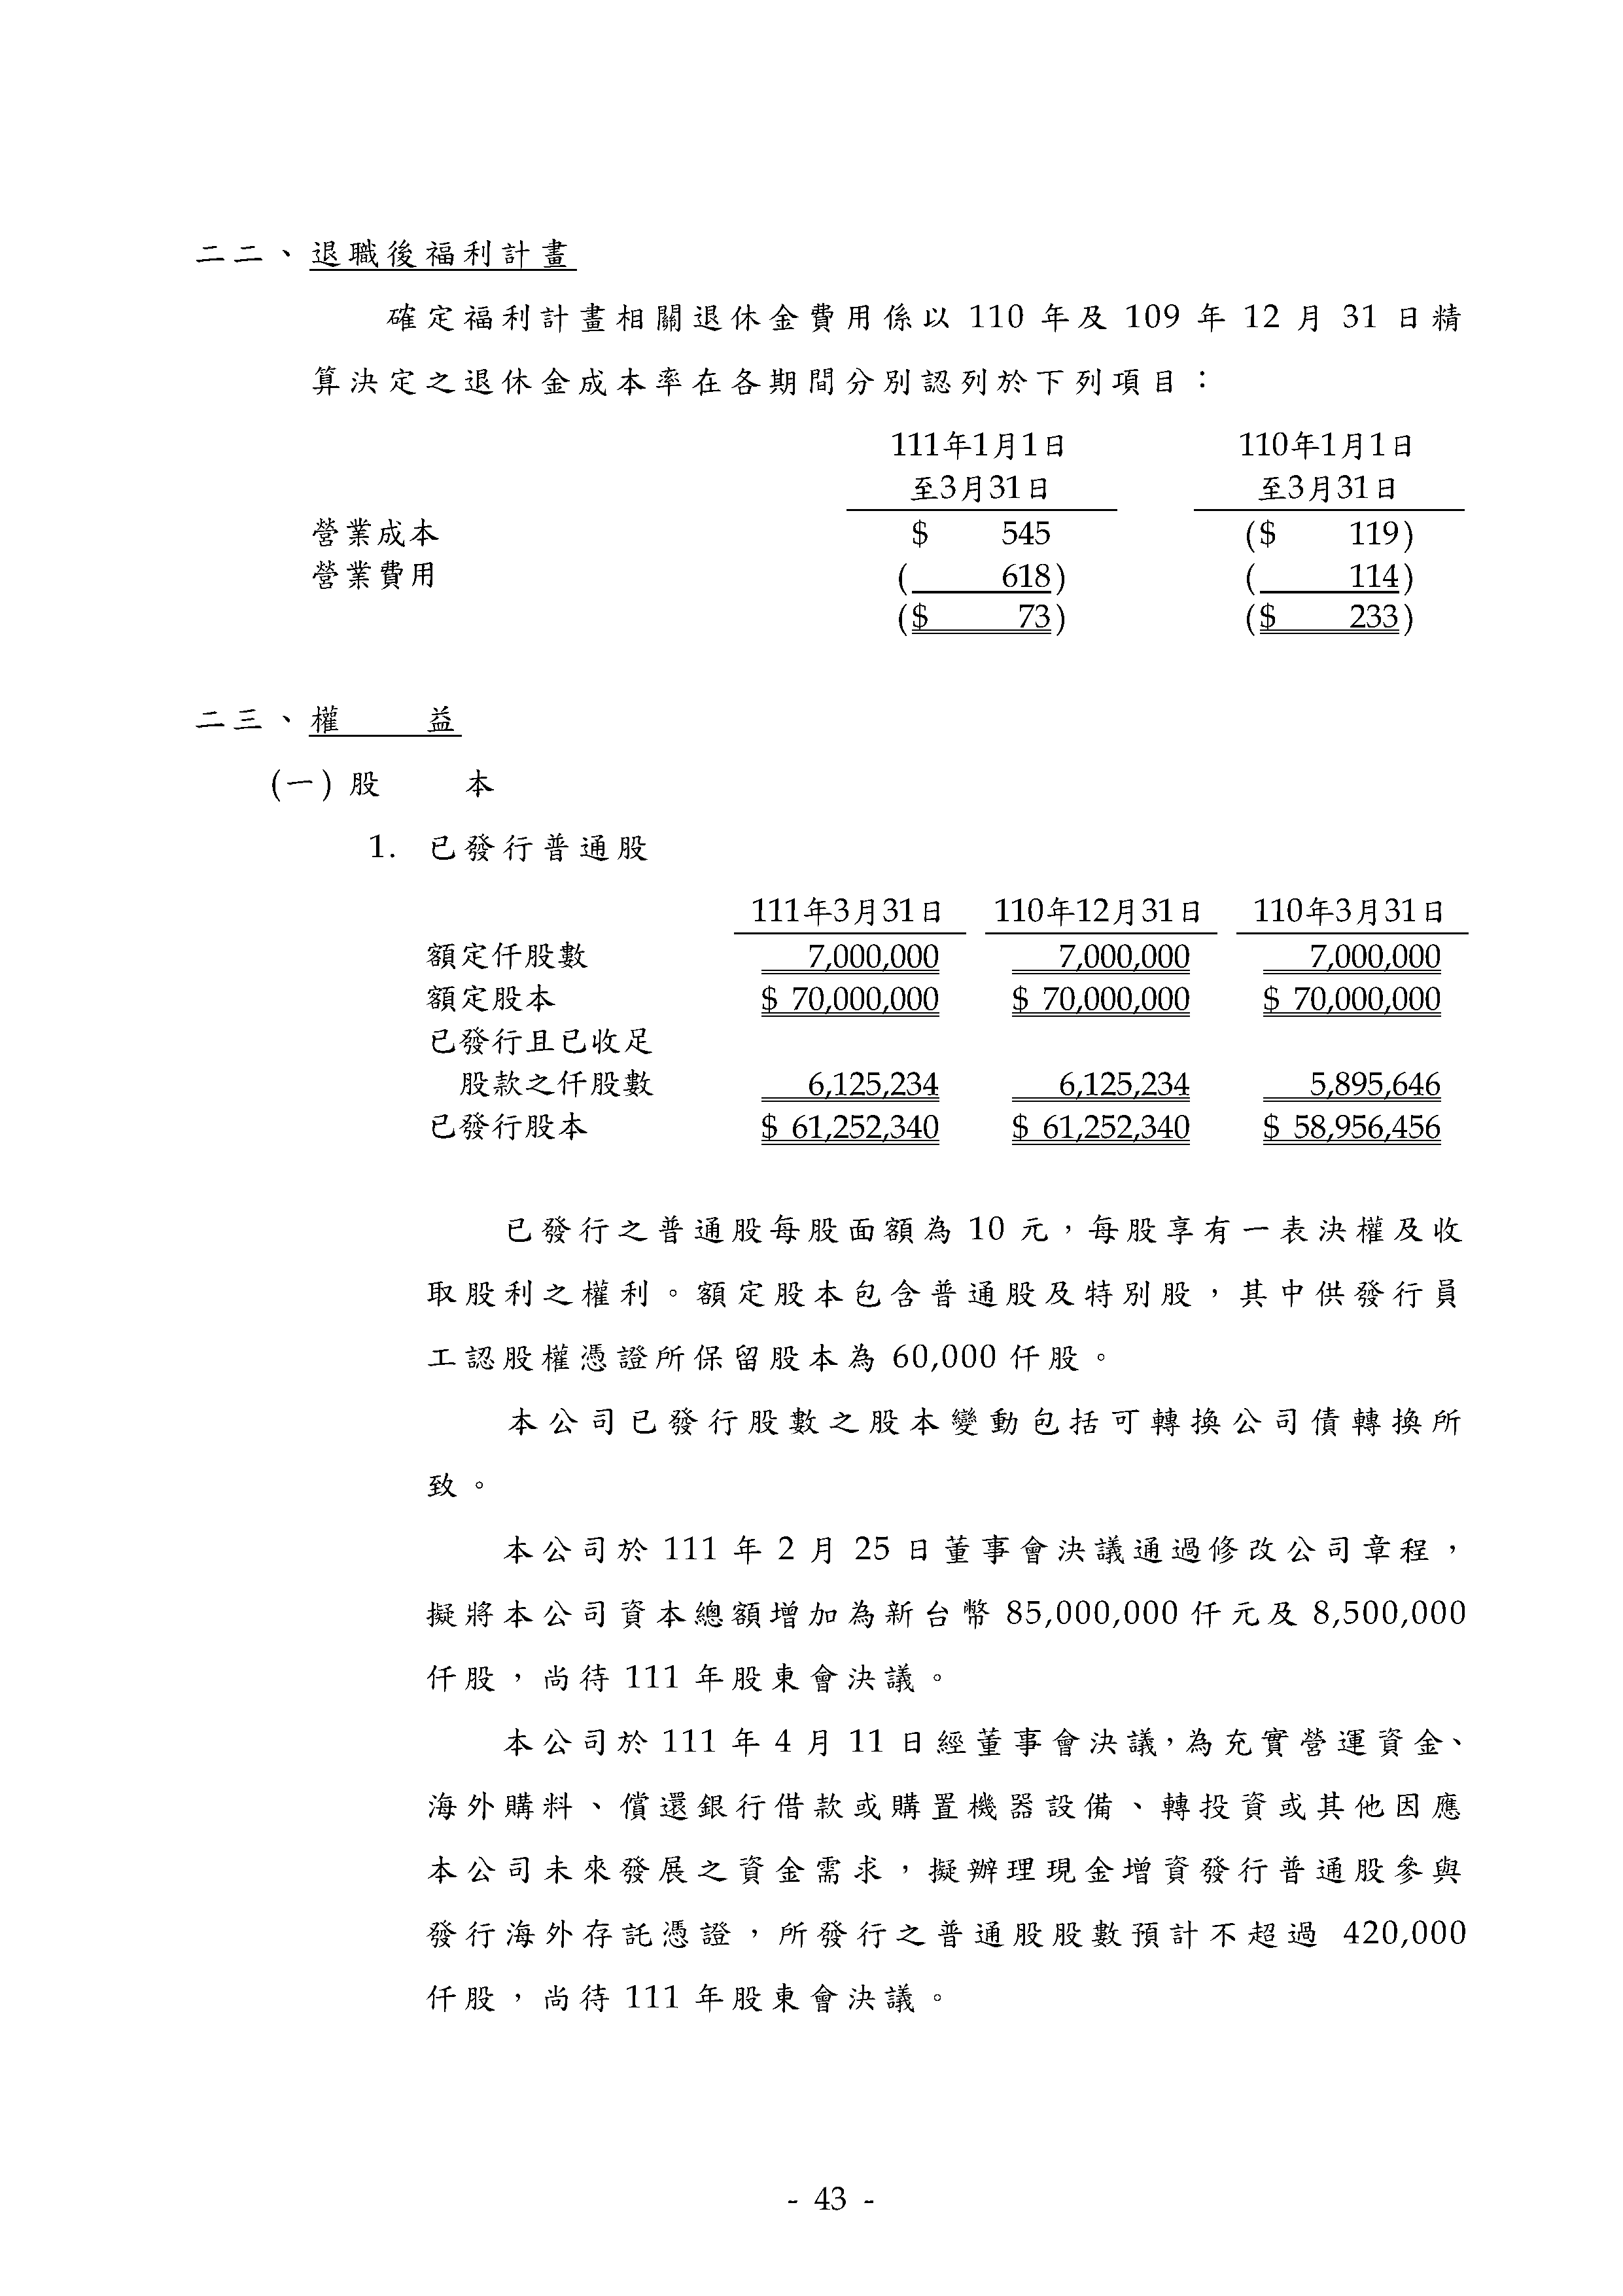 二二、退職後福利計畫
確定福利計畫相關退休金費用係以 110 年及 109 年 12 月 31 日精
算決定之退休金成本率在各期間分別認列於下列項目：
111年1月1日 110年1月1日
至3月31日 至3月31日
營業成本 $ 545 ($ 119)
營業費用 ( 618) ( 114)
($ 73) ($ 233)
二三、權 益
(一) 股 本
1. 已發行普通股
111年3月31日 110年12月31日 110年3月31日
額定仟股數 7,000,000 7,000,000 7,000,000
額定股本 $ 70,000,000 $ 70,000,000 $ 70,000,000
已發行且已收足
股款之仟股數 6,125,234 6,125,234 5,895,646
已發行股本 $ 61,252,340 $ 61,252,340 $ 58,956,456
已發行之普通股每股面額為 10 元，每股享有一表決權及收
取股利之權利。額定股本包含普通股及特別股，其中供發行員
工認股權憑證所保留股本為 60,000 仟股。
本公司已發行股數之股本變動包括可轉換公司債轉換所
致。
本公司於 111 年 2 月 25 日董事會決議通過修改公司章程，
擬將本公司資本總額增加為新台幣 85,000,000 仟元及 8,500,000
仟股，尚待 111 年股東會決議。
本公司於 111 年 4 月 11 日經董事會決議，為充實營運資金、
海外購料、償還銀行借款或購置機器設備、轉投資或其他因應
本公司未來發展之資金需求，擬辦理現金增資發行普通股參與
發行海外存託憑證，所發行之普通股股數預計不超過 420,000
仟股，尚待 111 年股東會決議。
- 43 -